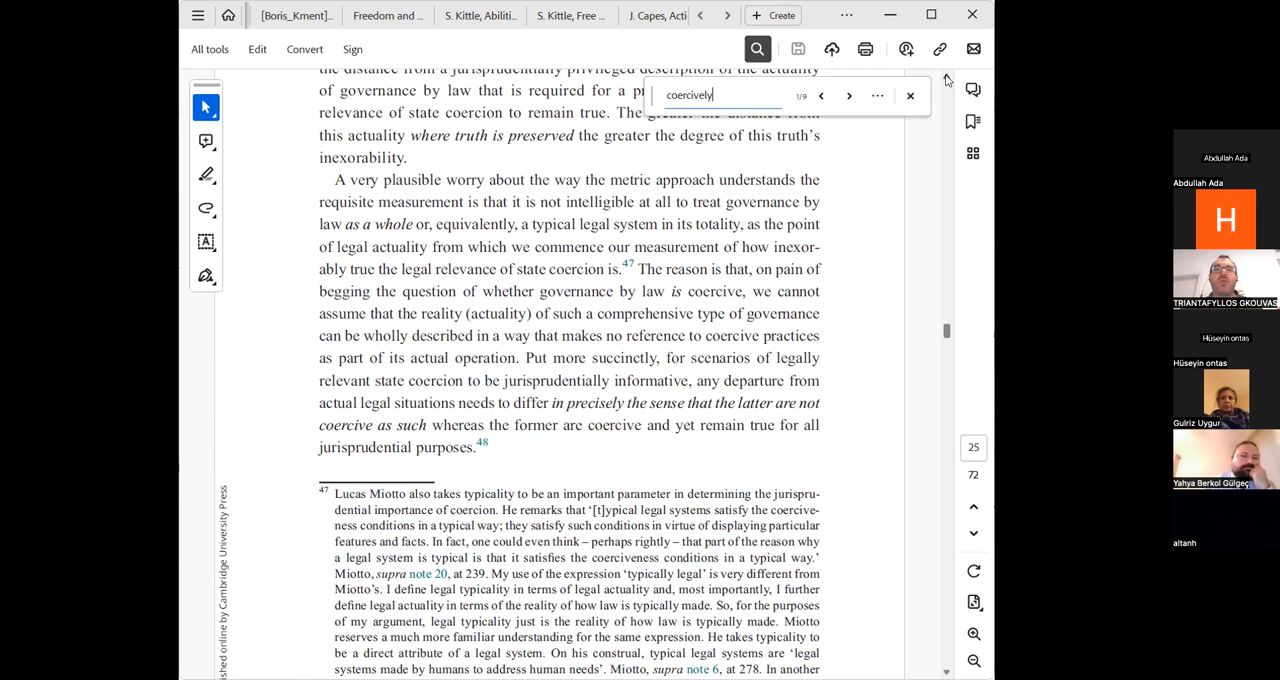 [Boris_Kment]...
Freedom and ...
S. Kittle, Abiliti...
S. Kittle, Free ...
J. Capes, Acti
Create
All tools
Edit
Convert
Sign
coercively
1/9
of governance by law that is required for a
relevance of state coercion to remain true. The
this actuality where truth is preserved the greater the degree of this truth's
inexorability.
A very plausible worry about the way the metric approach understands the
requisite measurement is that it is not intelligible at all to treat governance by
law as a whole or, equivalently, a typical legal system in its totality, as the point
of legal actuality from which we commence our measurement of how inexor-
ably true the legal relevance of state coercion is.47 The reason is that, on pain of
begging the question of whether governance by law is coercive, we cannot
assume that the reality (actuality) of such a comprehensive type of governance
can be wholly described in a way that makes no reference to coercive practices
as part of its actual operation. Put more succinctly, for scenarios of legally
relevant state coercion to be jurisprudentially informative, any departure from
actual legal situations needs to differ in precisely the sense that the latter are not
coercive as such whereas the former are coercive and yet remain true for all
jurisprudential purposes.48
47 Lucas Miotto also takes typicality to be an important parameter in determining the jurispru-
dential importance of coercion. He remarks that '[t]ypical legal systems satisfy the coercive-
ness conditions in a typical way; they satisfy such conditions in virtue of displaying particular
features and facts. In fact, one could even think – perhaps rightly – that part of the reason why
a legal system is typical is that it satisfies the coerciveness conditions in a typical way.'
Miotto, supra note 20, at 239. My use of the expression 'typically legal' is very different from
Miotto's. I define legal typicality in terms of legal actuality and, most importantly, I further
define legal actuality in terms of the reality of how law is typically made. So, for the purposes
of my argument, legal typicality just is the reality of how law is typically made. Miotto
reserves a much more familiar understanding for the same expression. He takes typicality to
be a direct attribute of a legal system. On his construal, typical legal systems are 'legal
systems made by humans to address human needs'. Miotto, supra note 6, at 278. In another
ished online by Cambridge University Press
25
72
Abdullah Ada
Abdullah Ada
H
TRIANTAFYLLOS GKOUVAS
Hüseyin ontas
Hüseyin ontas
Gulriz Uygur
Yahya Berkol Gülgeç
altanh